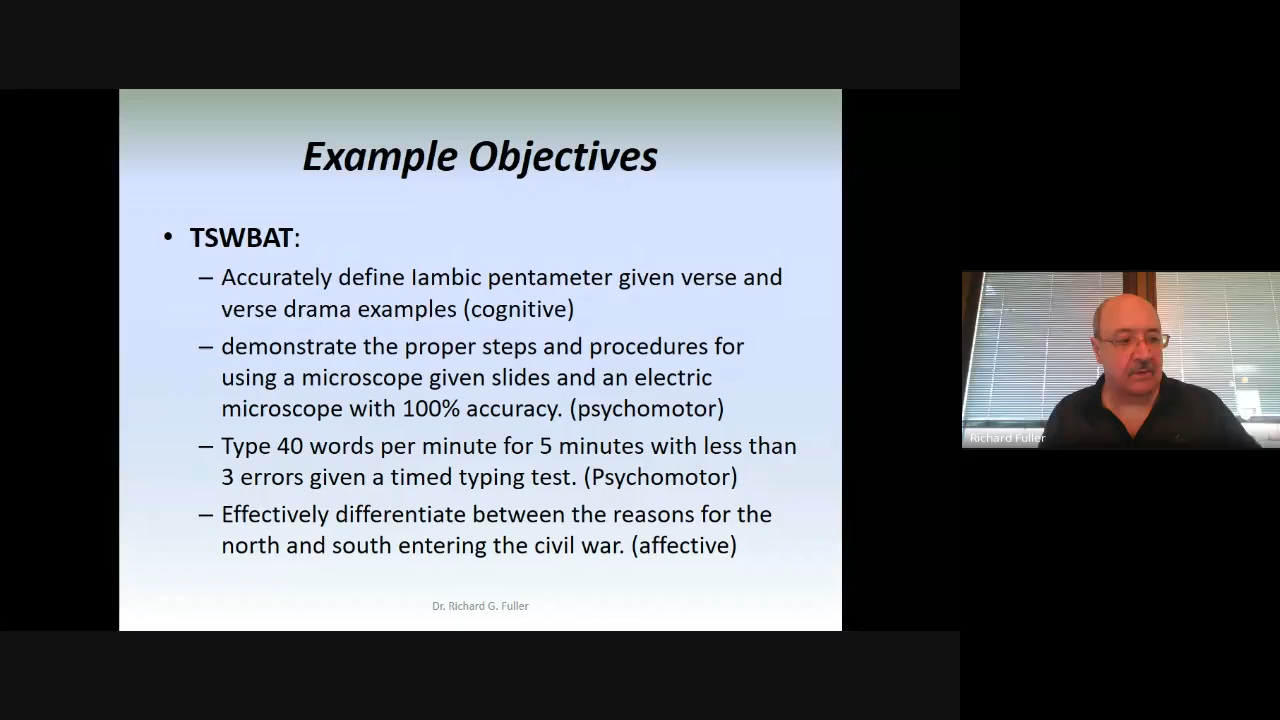 Example Objectives
• TSWBAT:
– Accurately define Iambic pentameter given verse and
verse drama examples (cognitive)
– demonstrate the proper steps and procedures for
using a microscope given slides and an electric
microscope with 100% accuracy. (psychomotor)
– Type 40 words per minute for 5 minutes with less than
3 errors given a timed typing test. (Psychomotor)
– Effectively differentiate between the reasons for the
north and south entering the civil war. (affective)
Dr. Richard G. Fuller
Richard Fuller